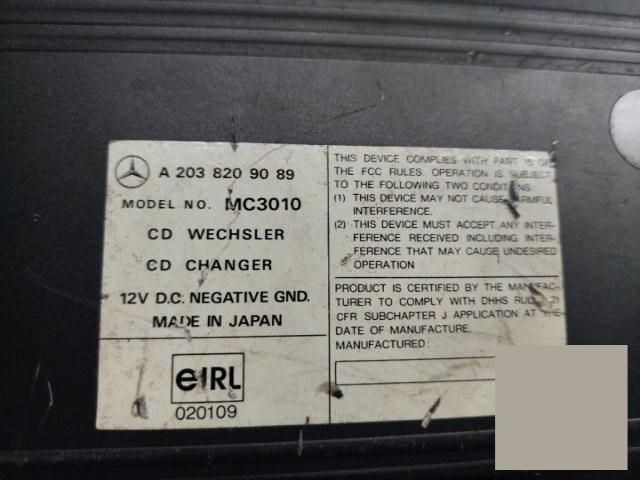 A 203 820 90 89
MODEL NO. MC3010
CD WECHSLER
CD CHANGER
12V D.C. NEGATIVE GND.
MADE IN JAPAN
eIRL
020109
THIS DEVICE COMPLIES WITH PART 15 OF
THE FCC RULES. OPERATION IS SUBJECT
TO THE FOLLOWING TWO CONDITIONS:
(1) THIS DEVICE MAY NOT CAUSE HARMFUL
INTERFERENCE.
(2) THIS DEVICE MUST ACCEPT ANY INTER-
FERENCE RECEIVED INCLUDING INTER-
FERENCE THAT MAY CAUSE UNDESIRED
OPERATION
PRODUCT IS CERTIFIED BY THE MANUFAC-
TURER TO COMPLY WITH DHHS RULE 21
CFR SUBCHAPTER J APPLICATION AT THE
DATE OF MANUFACTURE.
MANUFACTURED: